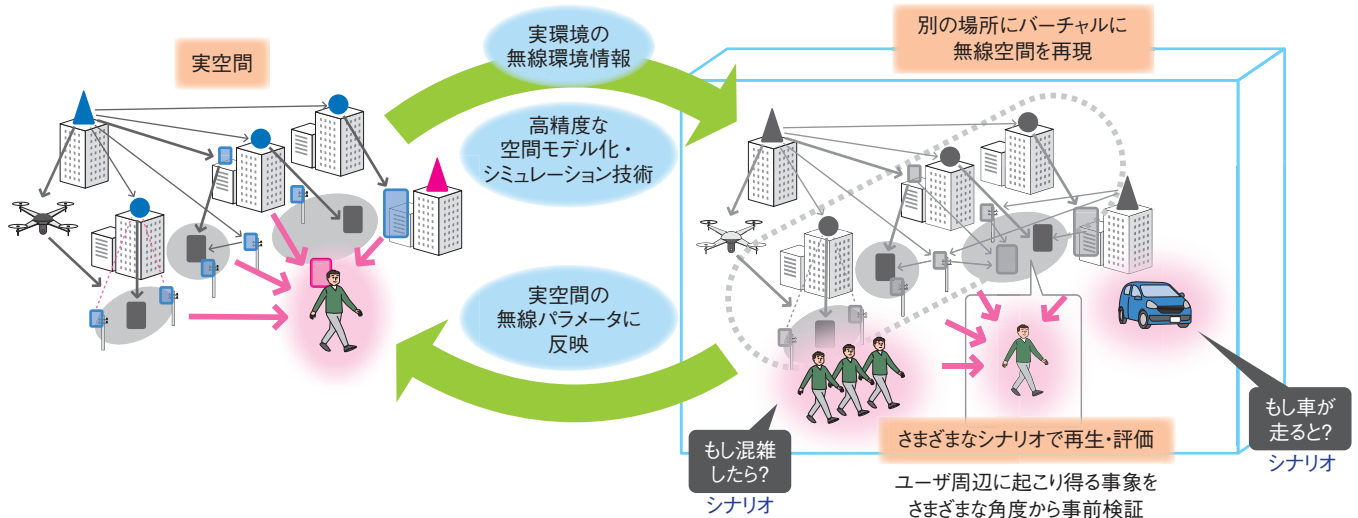 実空間
実環境の
無線環境情報
高精度な
空間モデル化・
シミュレーション技術
実空間の
無線パラメータに
反映
別の場所にバーチャルに
無線空間を再現
もし混雑
したら?
シナリオ
さまざまなシナリオで再生・評価
ユーザ周辺に起こり得る事象を
さまざまな角度から事前検証
もし車が
走ると?
シナリオ